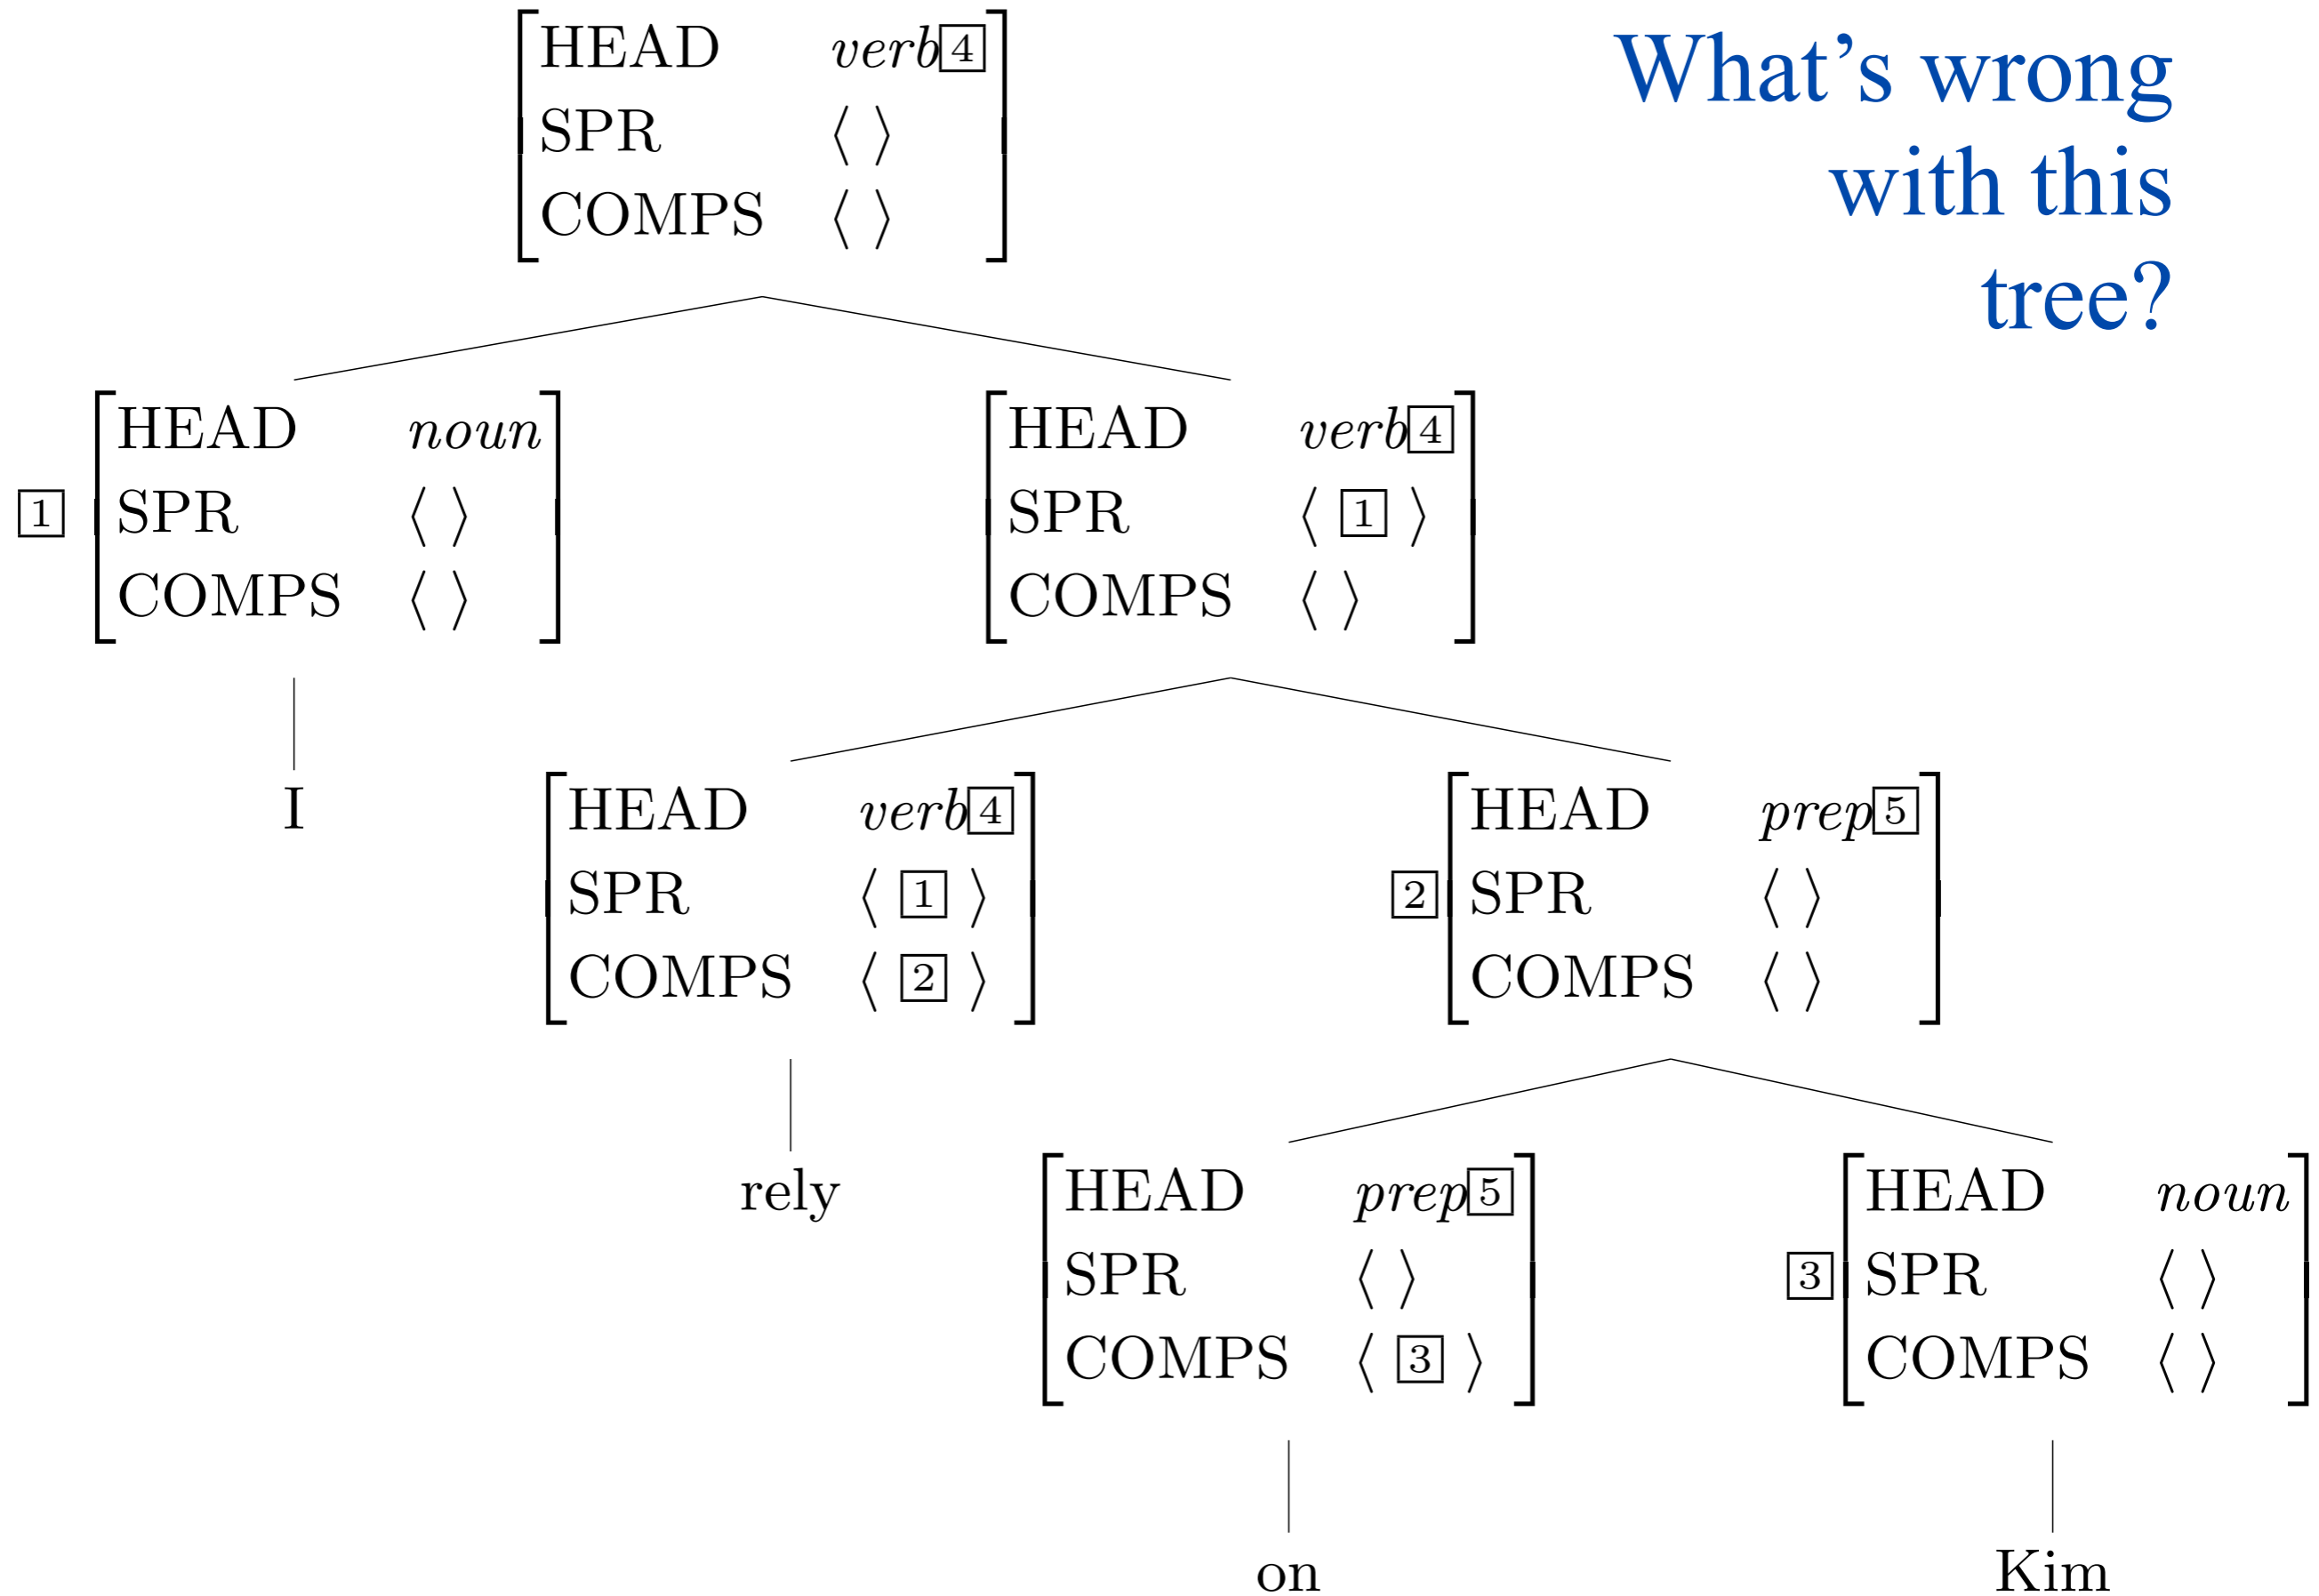 What's wrong
with this
tree?
HEAD verb 4
SPR ⟨ ⟩
COMPS ⟨ ⟩
1
HEAD noun
SPR ⟨ ⟩
COMPS ⟨ ⟩
I
HEAD verb 4
SPR ⟨ 1 ⟩
COMPS ⟨ ⟩
HEAD verb 4
SPR ⟨ 1 ⟩
COMPS ⟨ 2 ⟩
rely
2
HEAD prep 5
SPR ⟨ ⟩
COMPS ⟨ ⟩
HEAD prep 5
SPR ⟨ ⟩
COMPS ⟨ 3 ⟩
on
3
HEAD noun
SPR ⟨ ⟩
COMPS ⟨ ⟩
Kim